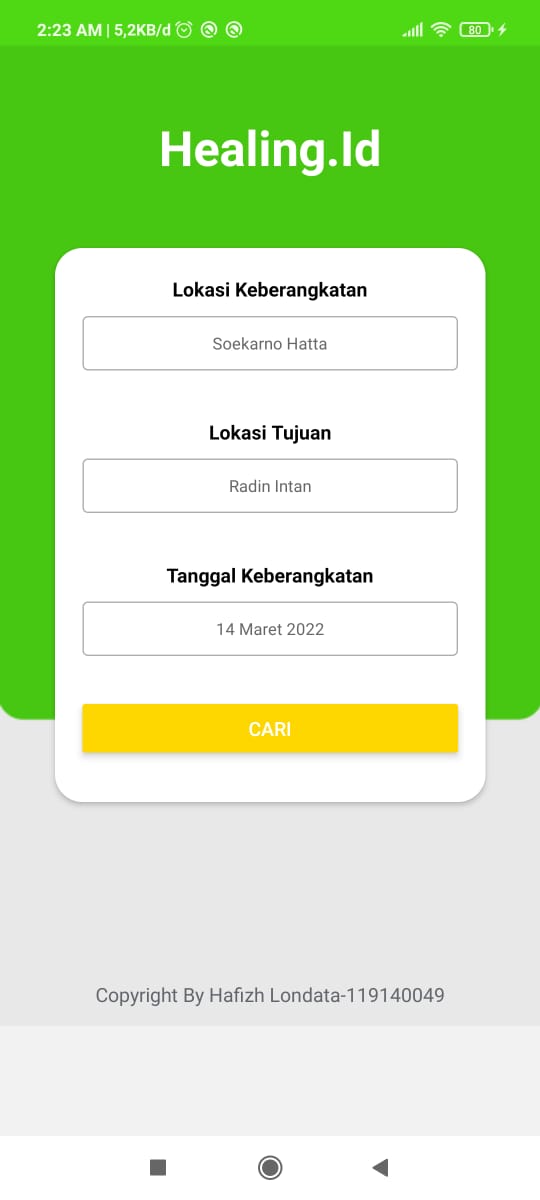 2:23 AM | 5,2KB/d
80
Healing.Id
Lokasi Keberangkatan
Soekarno Hatta
Lokasi Tujuan
Radin Intan
Tanggal Keberangkatan
14 Maret 2022
CARI
Copyright By Hafizh Londata-119140049